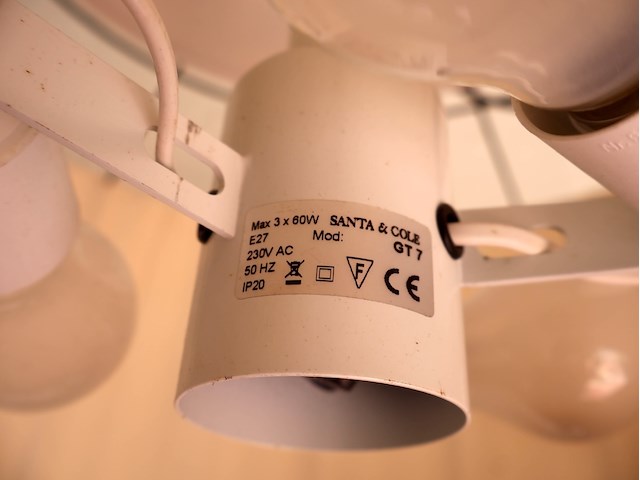 Max 3 x 60W SANTA & COLE
E27 Mod: GT 7
230V AC
50 HZ F CE
IP20